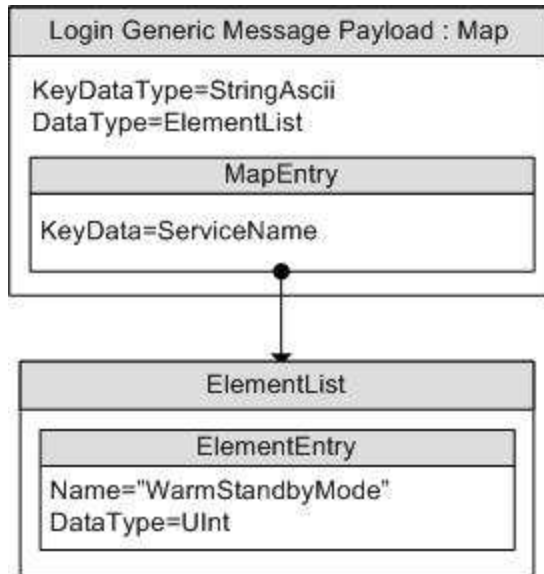 Login Generic Message Payload : Map
KeyDataType=StringAscii
DataType=ElementList
MapEntry
KeyData=ServiceName
ElementList
ElementEntry
Name="WarmStandbyMode"
DataType=UInt